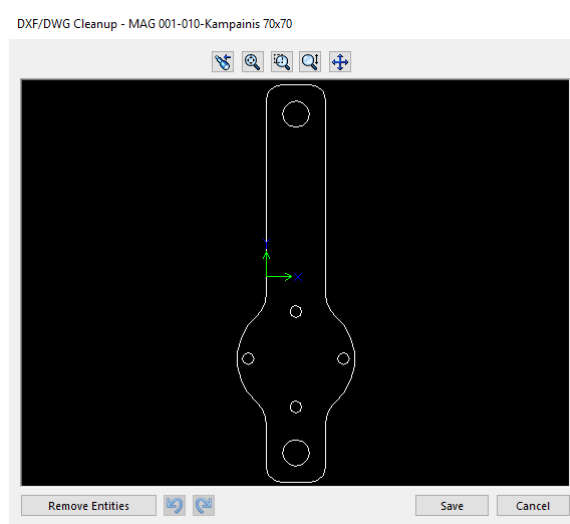 DXF/DWG Cleanup - MAG 001-010-Kampainis 70x70
Y
X
Remove Entities
Save
Cancel